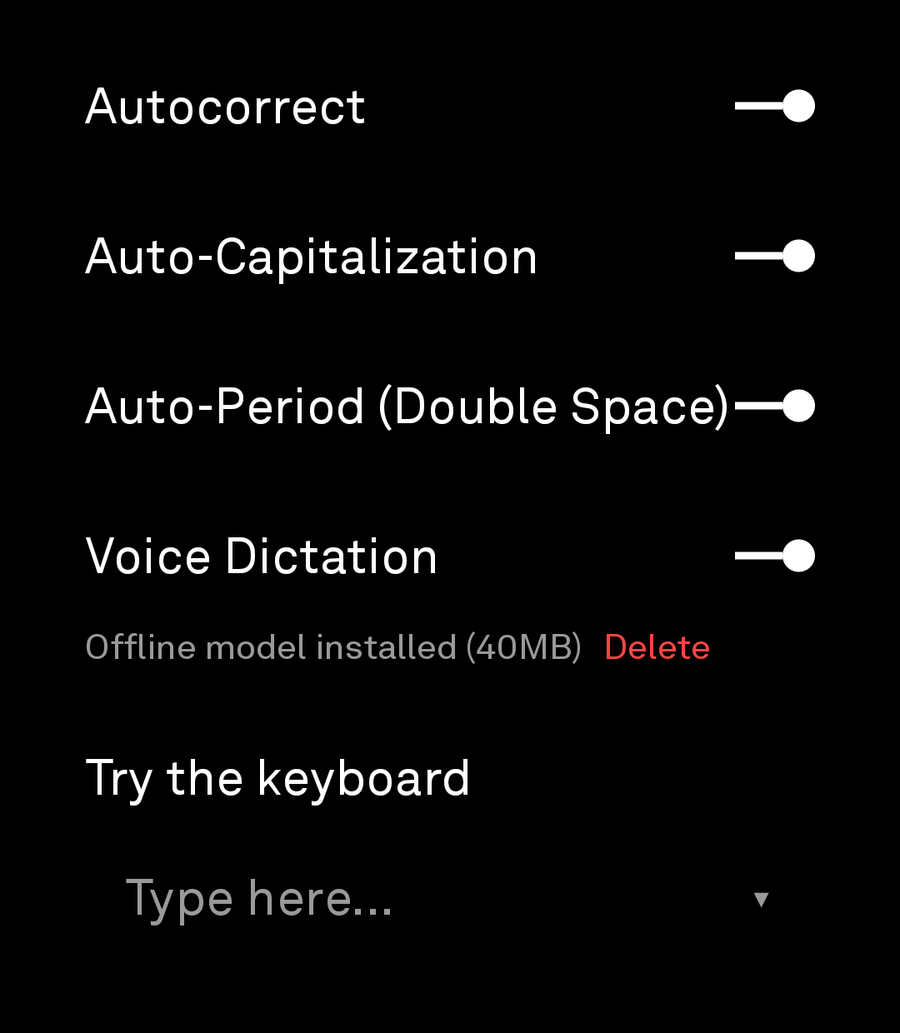 Autocorrect
Auto-Capitalization
Auto-Period (Double Space)
Voice Dictation
Offline model installed (40MB) Delete
Try the keyboard
Type here...